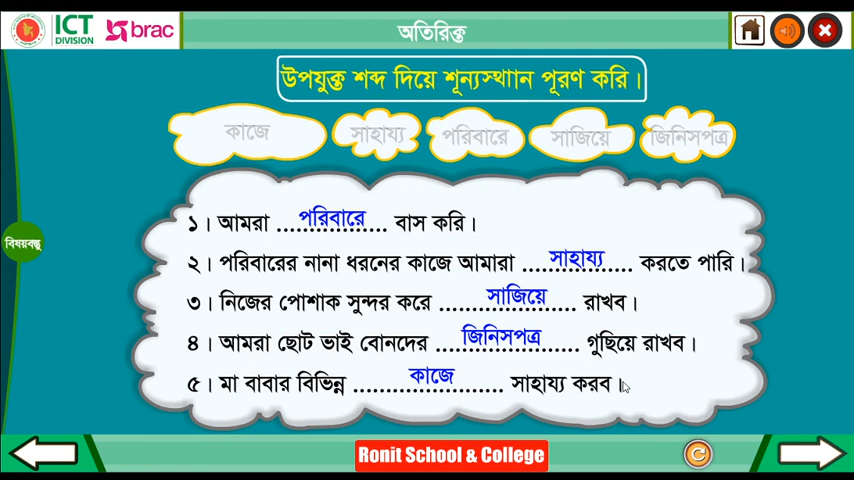 ICT
DIVISION
brac
অতিরিক্ত
উপযুক্ত শব্দ দিয়ে শূন্যস্থাান পূরণ করি।
কাজে সাহায্য পরিবারে সাজিয়ে জিনিসপত্র
১। আমরা ....পরিবারে.... বাস করি।
বিষয়বস্তু
২। পরিবারের নানা ধরনের কাজে আমারা ....সাহায্য.... করতে পারি।
৩। নিজের পোশাক সুন্দর করে ....সাজিয়ে.... রাখব।
৪। আমরা ছোট ভাই বোনদের ....জিনিসপত্র.... গুছিয়ে রাখব।
৫। মা বাবার বিভিন্ন ....কাজে.... সাহায্য করব।
Ronit School & College